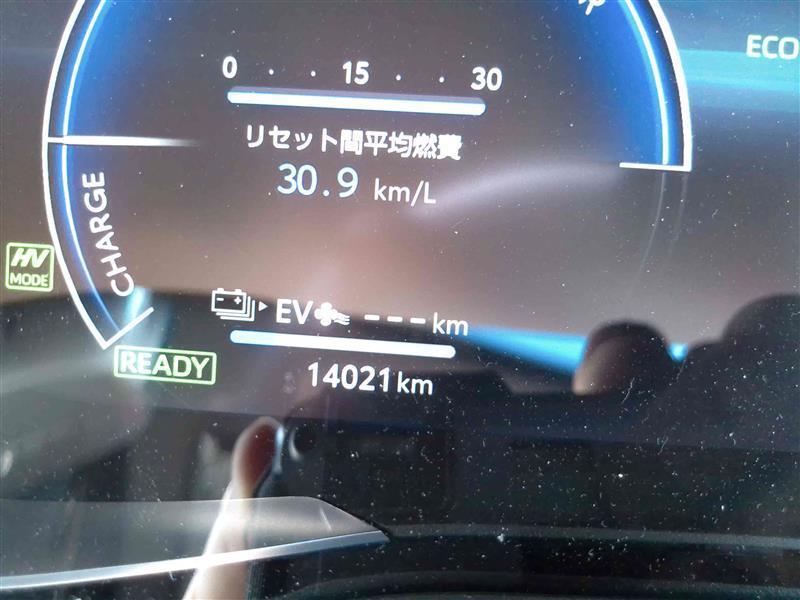 ECO
0 · · 15 · · 30
リセット間平均燃費
30.9 km/L
CHARGE
HV
MODE
EV ---km
READY
14021km